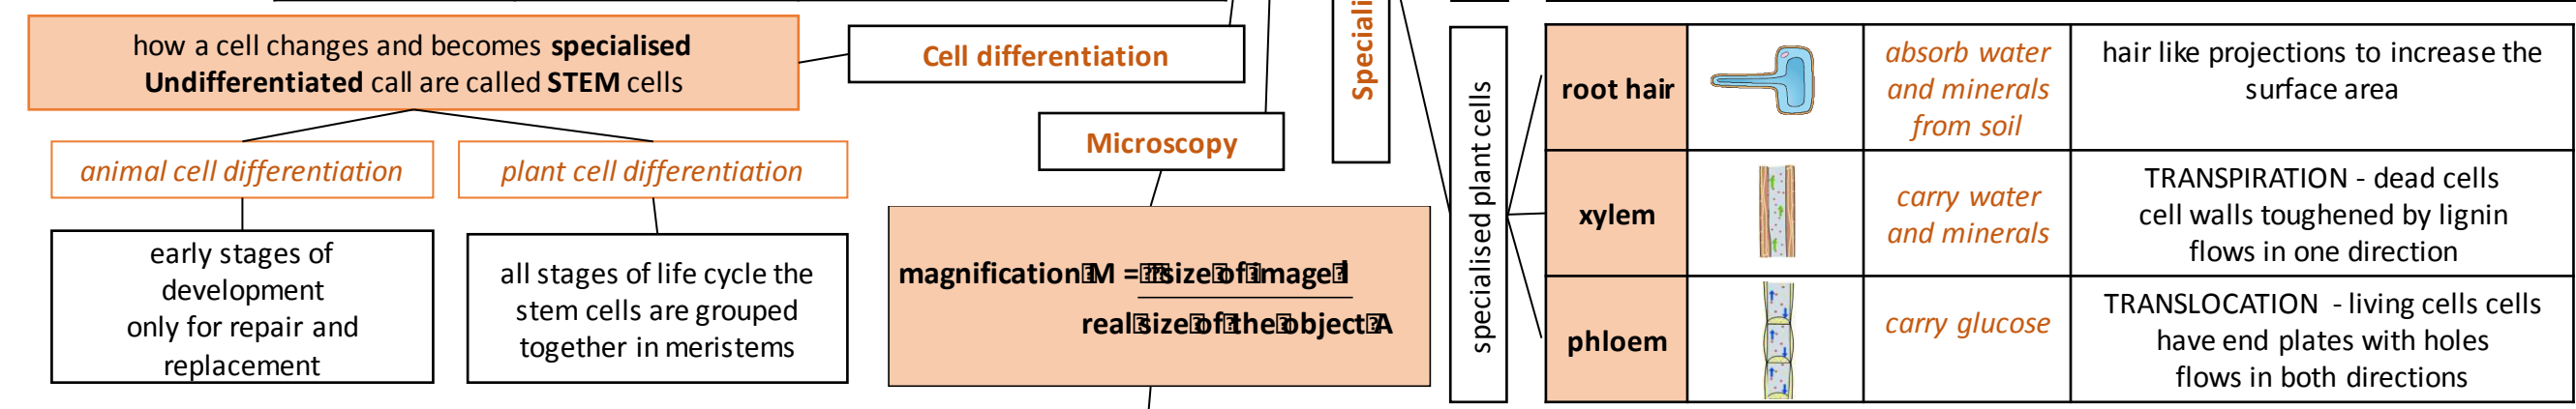 how a cell changes and becomes specialised
Undifferentiated call are called STEM cells
Cell differentiation
animal cell differentiation
plant cell differentiation
early stages of
development
only for repair and
replacement
all stages of life cycle the
stem cells are grouped
together in meristems
Microscopy
magnification M = size of image I
real size of the object A
Speciali
specialised plant cells
root hair
absorb water
and minerals
from soil
hair like projections to increase the
surface area
xylem
carry water
and minerals
TRANSPIRATION - dead cells
cell walls toughened by lignin
flows in one direction
phloem
carry glucose
TRANSLOCATION - living cells cells
have end plates with holes
flows in both directions